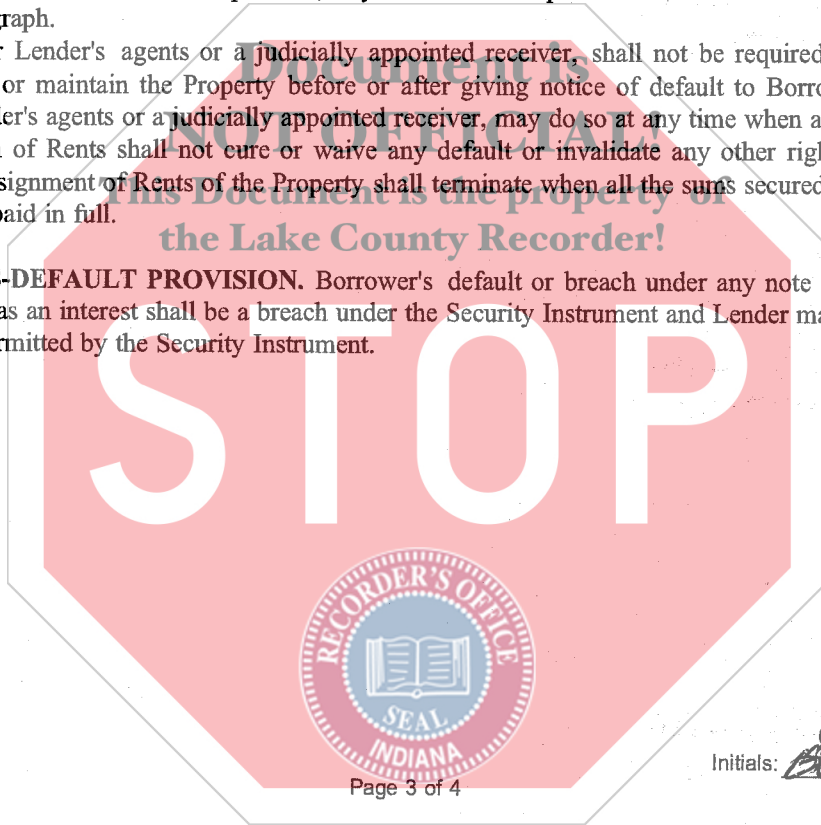 graph.
Lender's agents or a judicially appointed receiver, shall not be required
or maintain the Property before or after giving notice of default to Borro
er's agents or a judicially appointed receiver, may do so at any time when a
of Rents shall not cure or waive any default or invalidate any other righ
signment of Rents of the Property shall terminate when all the sums secured
paid in full.
-DEFAULT PROVISION. Borrower's default or breach under any note
as an interest shall be a breach under the Security Instrument and Lender ma
rmitted by the Security Instrument.
Document is
NOT OFFICIAL!
This Document is the property of
the Lake County Recorder!
STOP
RECORDER'S OFFICE
SEAL
INDIANA
Initials:
Page 3 of 4